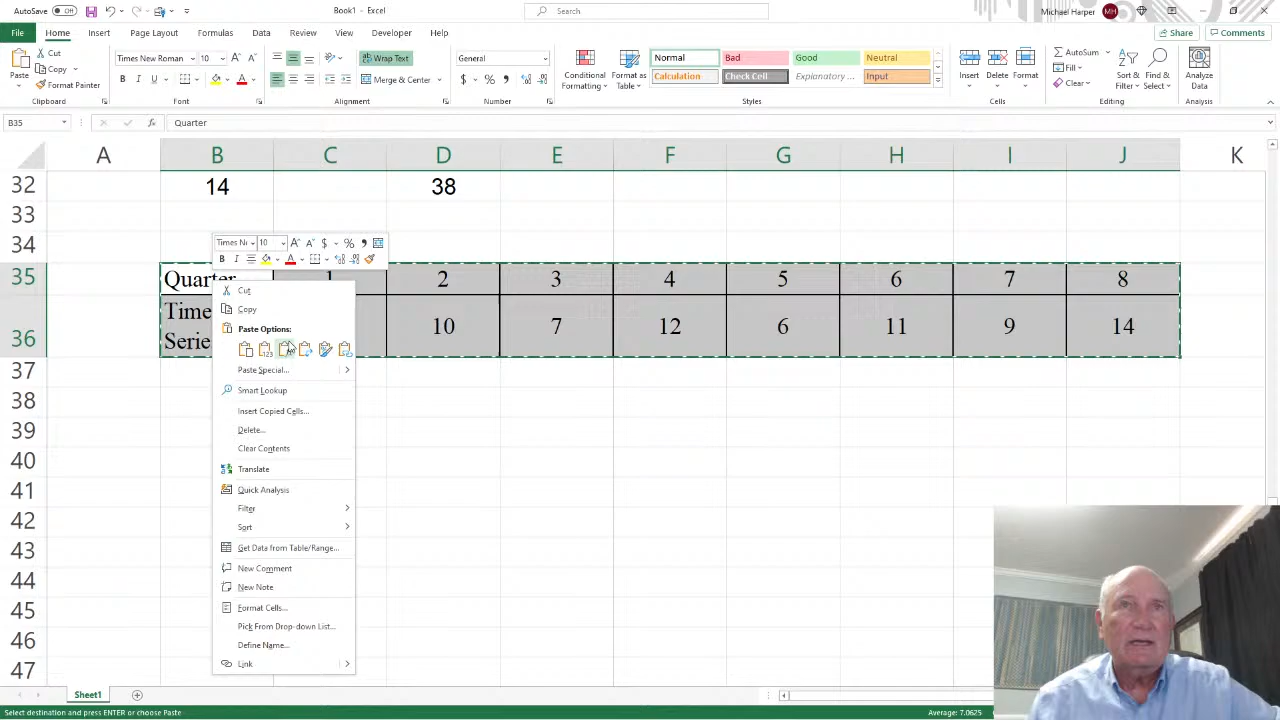 AutoSave Off
Book1 - Excel
Search
Michael Harper MH
File Home Insert Page Layout Formulas Data Review View Developer Help
Share Comments
Paste
Cut
Copy
Format Painter
Clipboard
Times New Roman 10
B I U
Font
Wrap Text
Merge & Center
Alignment
General
$ % ,
Number
Conditional Formatting
Format as Table
Normal Bad Good Neutral
Calculation Check Cell Explanatory ... Input
Styles
Insert Delete Format
Cells
AutoSum
Fill
Clear
Sort & Filter
Find & Select
Editing
Analyze Data
Analysis
B35 fx Quarter
A B C D E F G H I J K
32 14 38
33
34
Times Ne 10 A A $ % ,
B I A
35 Quarter 1 2 3 4 5 6 7 8
36 Time Series 10 7 12 6 11 9 14
37
38
39
40
41
42
43
44
45
46
47
Cut
Copy
Paste Options:
Paste Special...
Smart Lookup
Insert Copied Cells...
Delete...
Clear Contents
Translate
Quick Analysis
Filter
Sort
Get Data from Table/Range...
New Comment
New Note
Format Cells...
Pick From Drop-down List...
Define Name...
Link
Sheet1
Select destination and press ENTER or choose Paste
Average: 7.0625